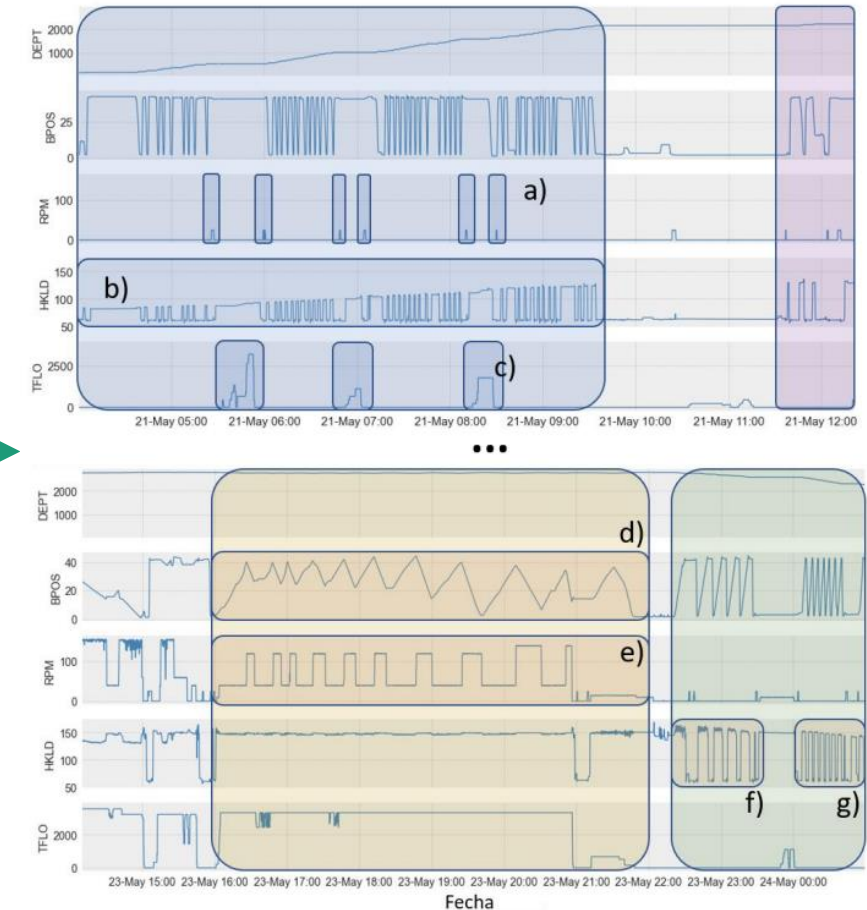 DEPT
2000
1000
BPOS
25
0
RPM
100
0
a)
HKLD
150
100
50
b)
TFLO
2500
0
c)
21-May 05:00 21-May 06:00 21-May 07:00 21-May 08:00 21-May 09:00 21-May 10:00 21-May 11:00 21-May 12:00
...
DEPT
2000
1000
d)
BPOS
40
20
0
RPM
100
0
e)
HKLD
150
100
50
f)
g)
TFLO
2000
0
23-May 15:00 23-May 16:00 23-May 17:00 23-May 18:00 23-May 19:00 23-May 20:00 23-May 21:00 23-May 22:00 23-May 23:00 24-May 00:00
Fecha